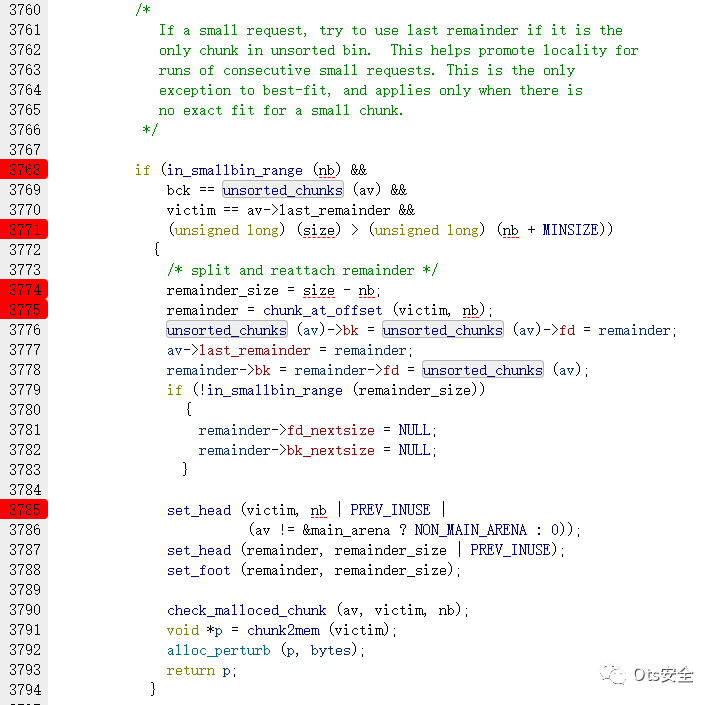 3760 /*
3761 If a small request, try to use last remainder if it is the
3762 only chunk in unsorted bin.  This helps promote locality for
3763 runs of consecutive small requests. This is the only
3764 exception to best-fit, and applies only when there is
3765 no exact fit for a small chunk.
3766 */
3767
3768 if (in_smallbin_range (nb) &&
3769 bck == unsorted_chunks (av) &&
3770 victim == av->last_remainder &&
3771 (unsigned long) (size) > (unsigned long) (nb + MINSIZE))
3772 {
3773 /* split and reattach remainder */
3774 remainder_size = size - nb;
3775 remainder = chunk_at_offset (victim, nb);
3776 unsorted_chunks (av)->bk = unsorted_chunks (av)->fd = remainder;
3777 av->last_remainder = remainder;
3778 remainder->bk = remainder->fd = unsorted_chunks (av);
3779 if (!in_smallbin_range (remainder_size))
3780 {
3781 remainder->fd_nextsize = NULL;
3782 remainder->bk_nextsize = NULL;
3783 }
3784
3785 set_head (victim, nb | PREV_INUSE |
3786 (av != &main_arena ? NON_MAIN_ARENA : 0));
3787 set_head (remainder, remainder_size | PREV_INUSE);
3788 set_foot (remainder, remainder_size);
3789
3790 check_malloced_chunk (av, victim, nb);
3791 void *p = chunk2mem (victim);
3792 alloc_perturb (p, bytes);
3793 return p;
3794 }
Ots安全